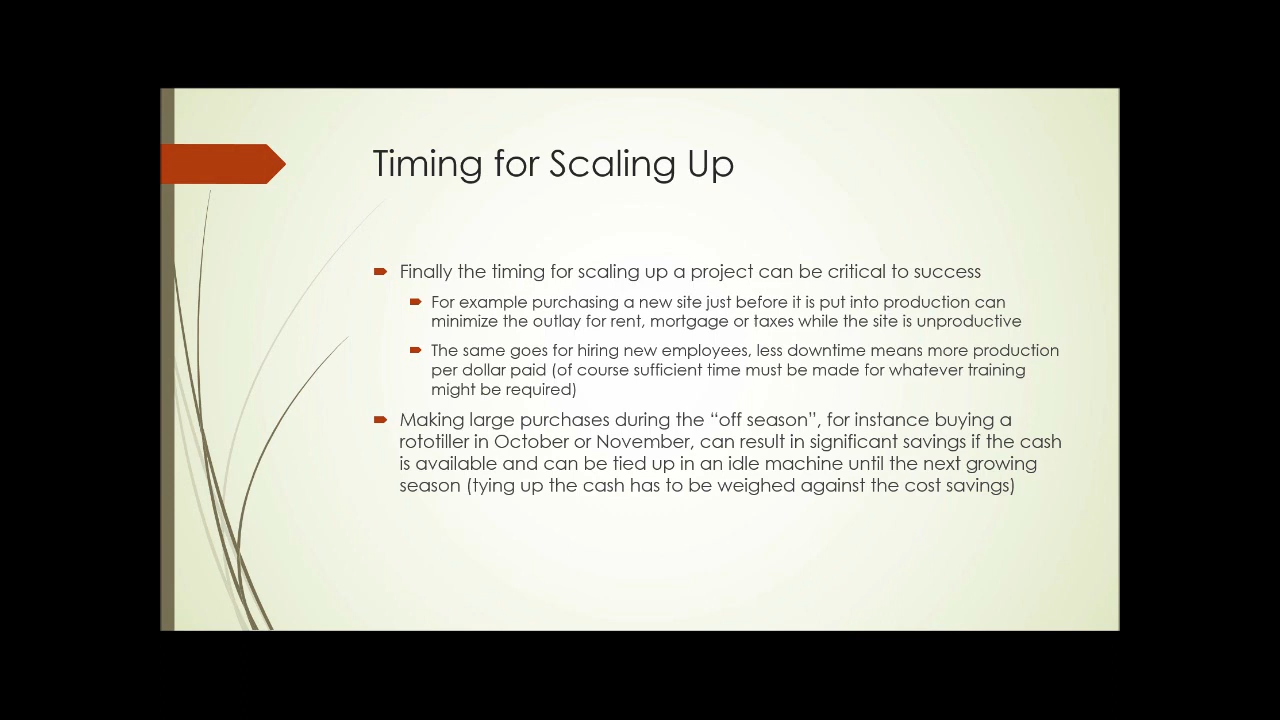 Timing for Scaling Up
Finally the timing for scaling up a project can be critical to success
For example purchasing a new site just before it is put into production can
minimize the outlay for rent, mortgage or taxes while the site is unproductive
The same goes for hiring new employees, less downtime means more production
per dollar paid (of course sufficient time must be made for whatever training
might be required)
Making large purchases during the “off season”, for instance buying a
rototiller in October or November, can result in significant savings if the cash
is available and can be tied up in an idle machine until the next growing
season (tying up the cash has to be weighed against the cost savings)